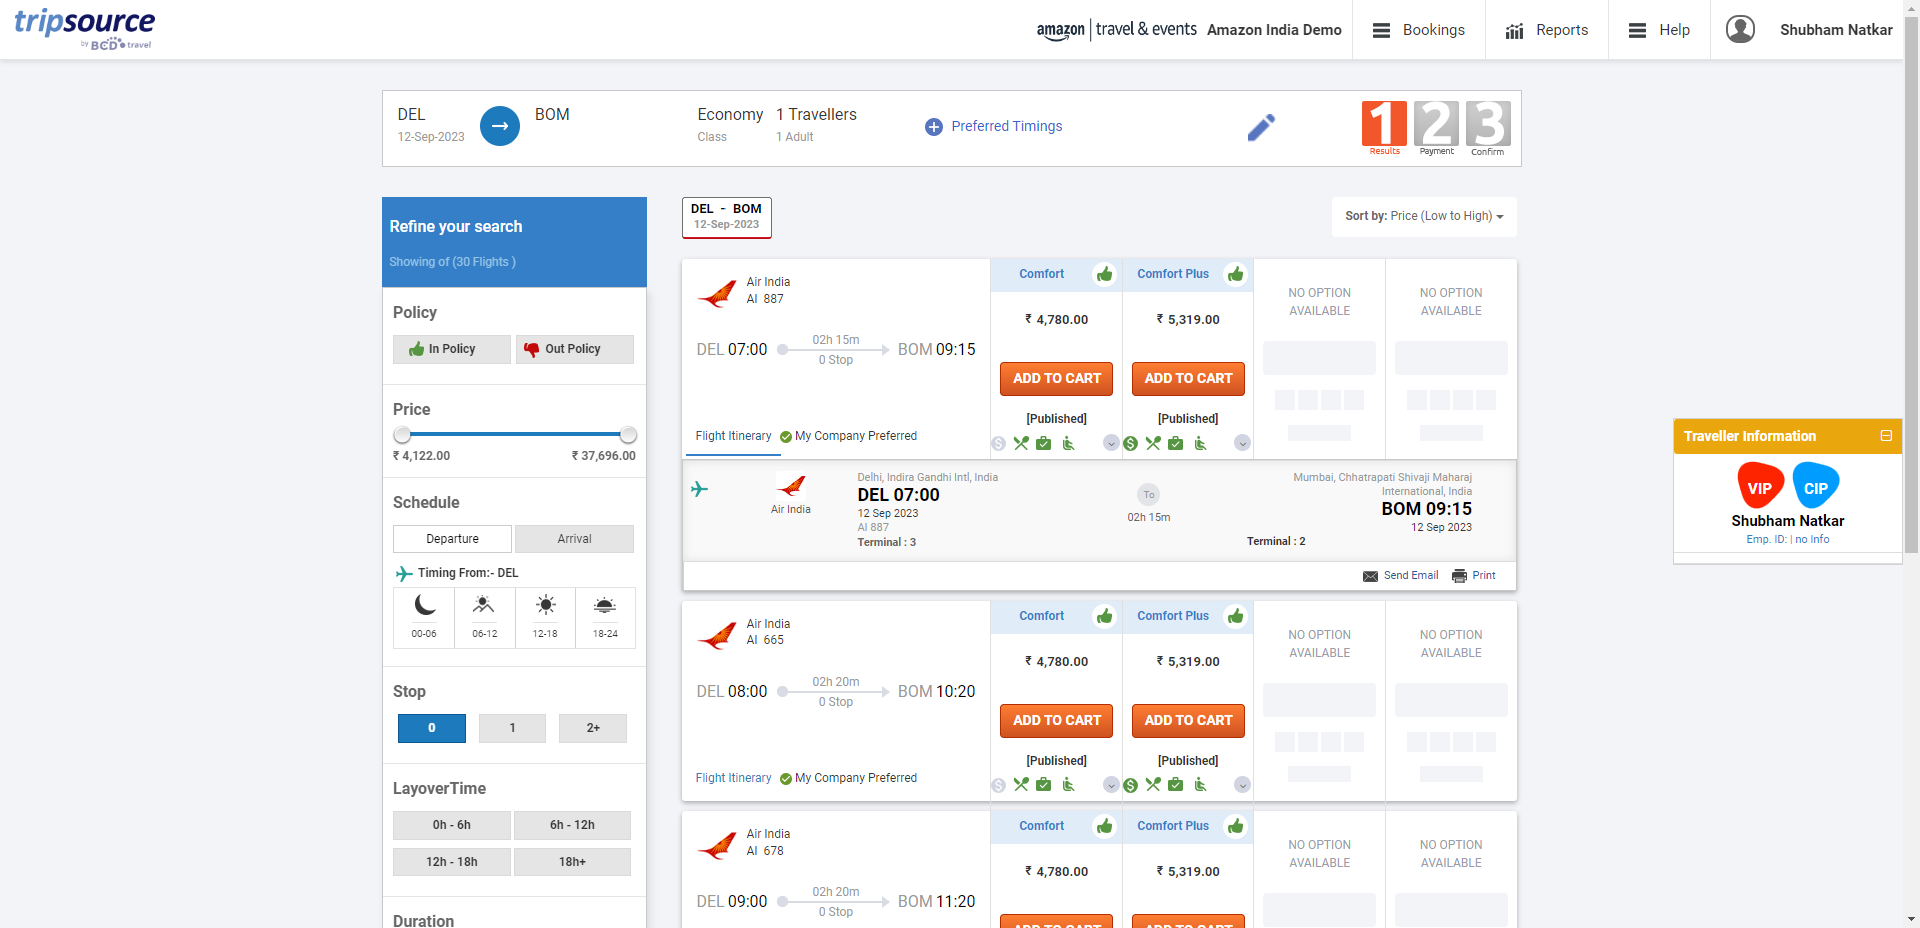 tripsource
by BCD travel
amazon | travel & events Amazon India Demo
Bookings
Reports
Help
Shubham Natkar
DEL
12-Sep-2023
BOM
Economy
Class
1 Travellers
1 Adult
Preferred Timings
1 2 3
Results Payment Confirm
Refine your search
Showing of (30 Flights )
Policy
In Policy
Out Policy
Price
₹ 4,122.00
₹ 37,696.00
Schedule
Departure
Arrival
Timing From:- DEL
00-06
06-12
12-18
18-24
Stop
0
1
2+
LayoverTime
0h - 6h
6h - 12h
12h - 18h
18h+
Duration
DEL - BOM
12-Sep-2023
Sort by: Price (Low to High)
Air India
AI 887
DEL 07:00
02h 15m
0 Stop
BOM 09:15
Flight Itinerary
My Company Preferred
Comfort
₹ 4,780.00
ADD TO CART
[Published]
Comfort Plus
₹ 5,319.00
ADD TO CART
[Published]
NO OPTION
AVAILABLE
NO OPTION
AVAILABLE
Air India
Delhi, Indira Gandhi Intl, India
DEL 07:00
12 Sep 2023
AI 887
Terminal : 3
To
02h 15m
Mumbai, Chhatrapati Shivaji Maharaj
International, India
BOM 09:15
12 Sep 2023
Terminal : 2
Send Email
Print
Air India
AI 665
DEL 08:00
02h 20m
0 Stop
BOM 10:20
Flight Itinerary
My Company Preferred
Comfort
₹ 4,780.00
ADD TO CART
[Published]
Comfort Plus
₹ 5,319.00
ADD TO CART
[Published]
NO OPTION
AVAILABLE
NO OPTION
AVAILABLE
Air India
AI 678
DEL 09:00
02h 20m
0 Stop
BOM 11:20
Comfort
₹ 4,780.00
ADD TO CART
Comfort Plus
₹ 5,319.00
ADD TO CART
NO OPTION
AVAILABLE
NO OPTION
AVAILABLE
Traveller Information
VIP
CIP
Shubham Natkar
Emp. ID: | no Info